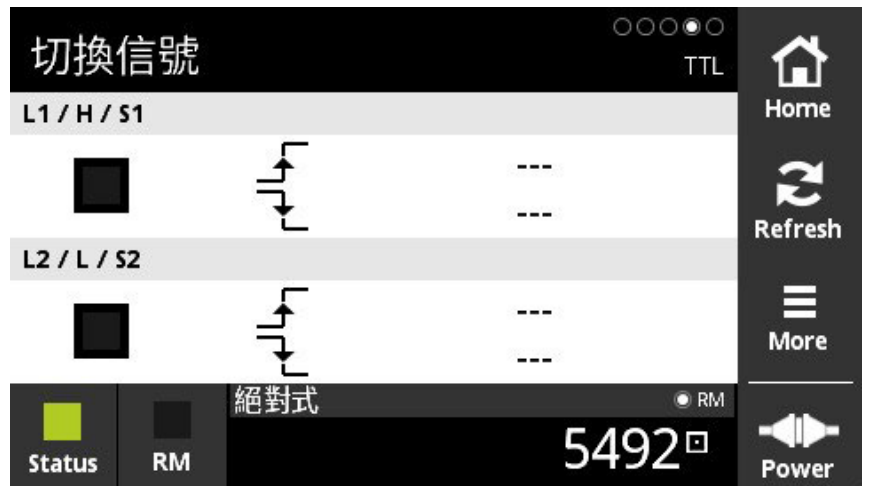 切換信號
TTL
L1 / H / S1
---
---
L2 / L / S2
---
---
Status
RM
絕對式
RM
5492
Home
Refresh
More
Power